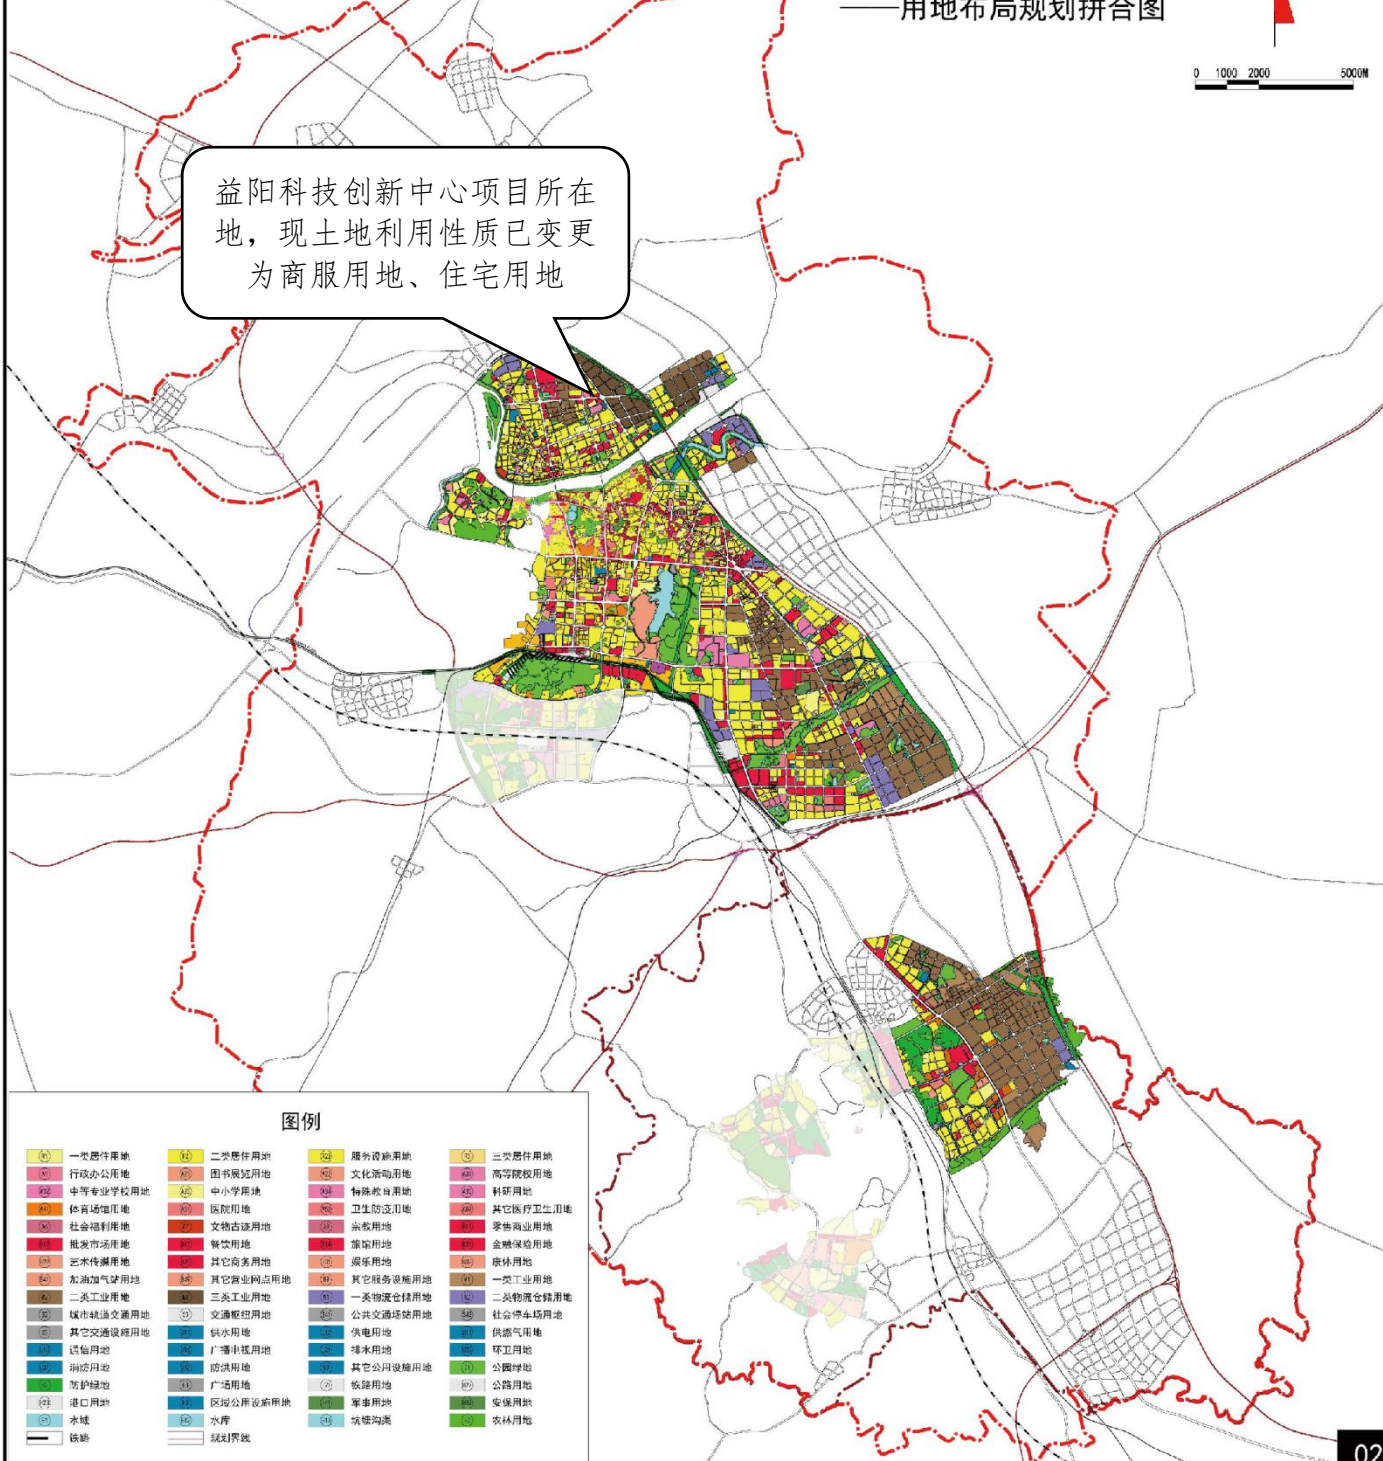 ——用地布局规划拼合图
0 1000 2000 5000M
益阳科技创新中心项目所在
地，现土地利用性质已变更
为商服用地、住宅用地
图例
一类居住用地 二类居住用地 服务设施用地 三类居住用地
行政办公用地 图书展览用地 文化活动用地 高等院校用地
中等专业学校用地 中小学用地 特殊教育用地 科研用地
体育场馆用地 医院用地 卫生防疫用地 其它医疗卫生用地
社会福利用地 文物古迹用地 宗教用地 零售商业用地
批发市场用地 餐饮用地 旅馆用地 金融保险用地
艺术传媒用地 其它商务用地 娱乐用地 康体用地
加油加气站用地 其它营业网点用地 其它服务设施用地 一类工业用地
二类工业用地 三类工业用地 一类物流仓储用地 二类物流仓储用地
城市轨道交通用地 交通枢纽用地 公共交通场站用地 社会停车场用地
其它交通设施用地 供水用地 供电用地 供燃气用地
通信用地 广播电视用地 排水用地 环卫用地
消防用地 防洪用地 其它公用设施用地 公园绿地
防护绿地 广场用地 铁路用地 公路用地
港口用地 区域公用设施用地 军事用地 安保用地
水域 水库 坑塘沟渠 农林用地
铁路 规划界线
02